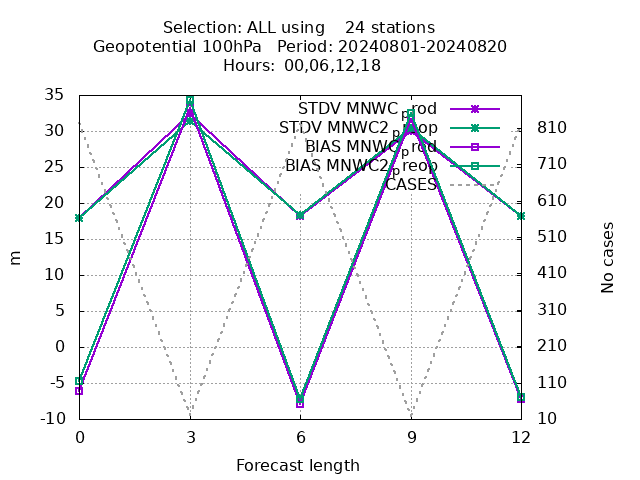 Selection: ALL using    24 stations
Geopotential 100hPa   Period: 20240801-20240820
Hours: 00,06,12,18
STDV MNWC_prod
STDV MNWC2_preop
BIAS MNWC_prod
BIAS MNWC2_preop
CASES
35
30
25
20
15
10
5
0
-5
-10
m
810
710
610
510
410
310
210
110
10
No cases
0 3 6 9 12
Forecast length